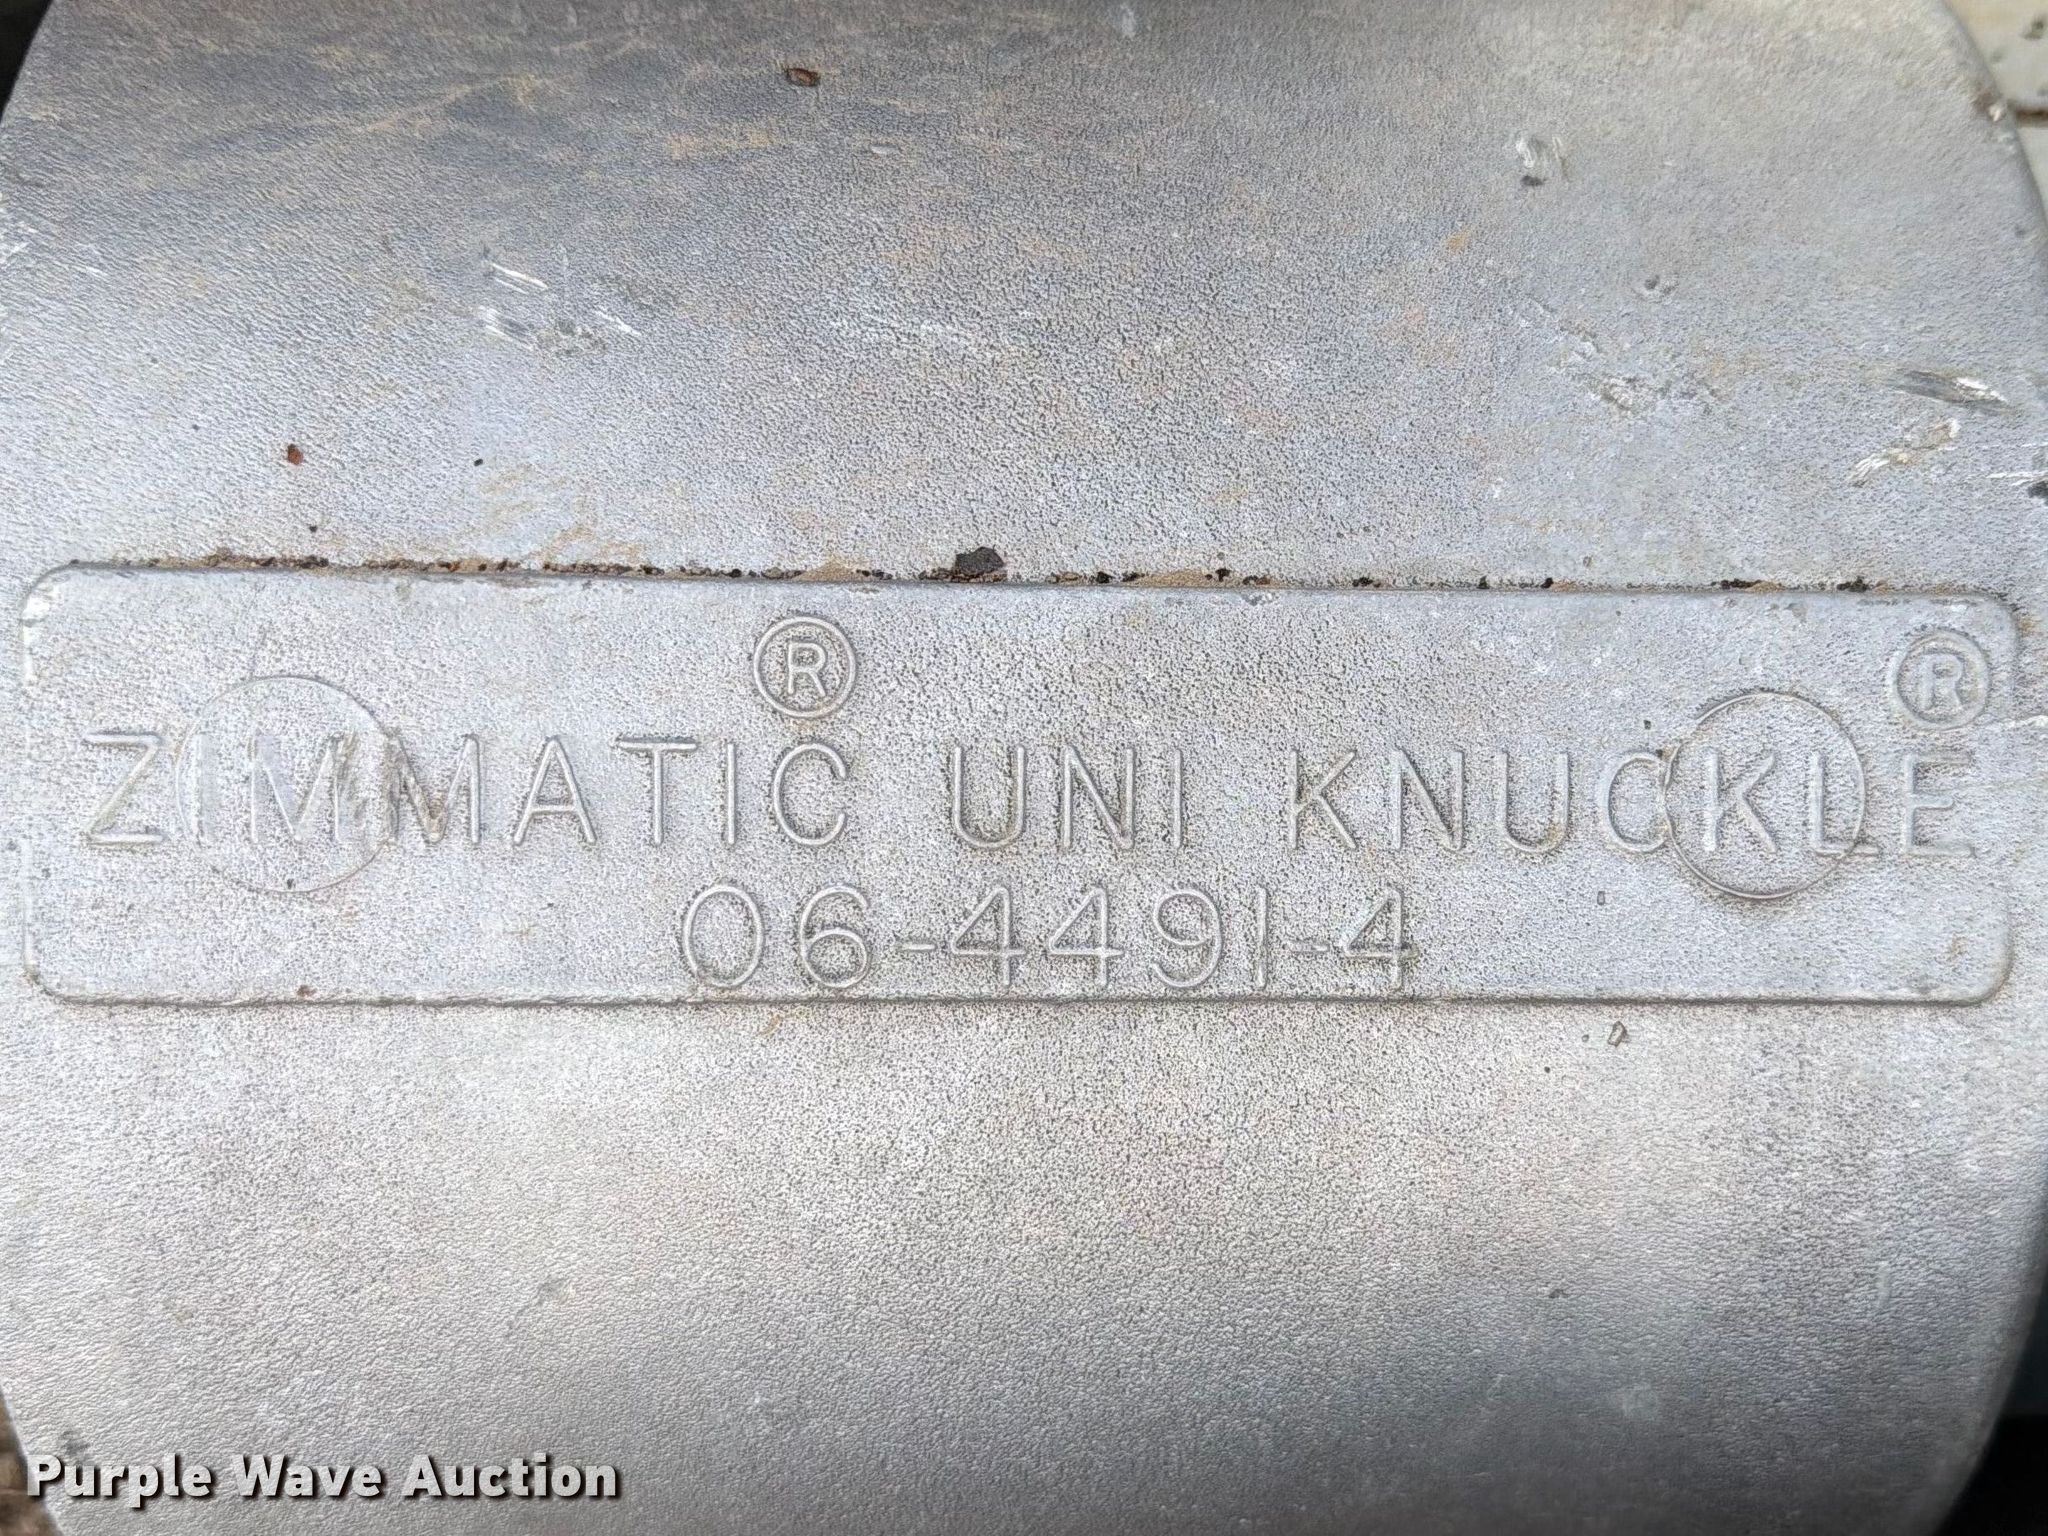 ZIMMATIC® UNI KNUCKLE®
06-4491-4
Purple Wave Auction